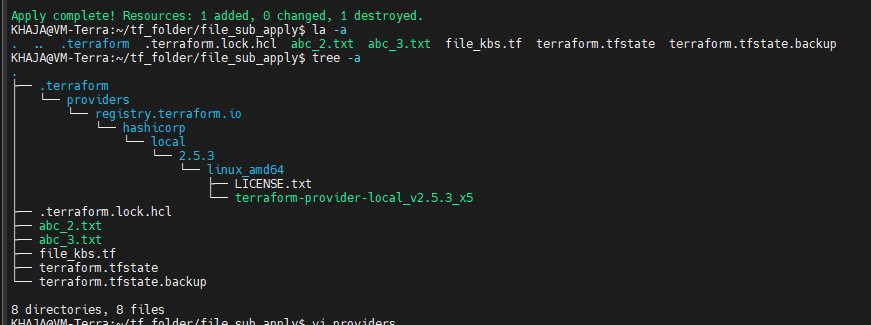 Apply complete! Resources: 1 added, 0 changed, 1 destroyed.
KHAJA@VM-Terra:~/tf_folder/file_sub_apply$ la -a
.  ..  .terraform  .terraform.lock.hcl  abc_2.txt  abc_3.txt  file_kbs.tf  terraform.tfstate  terraform.tfstate.backup
KHAJA@VM-Terra:~/tf_folder/file_sub_apply$ tree -a
.
├── .terraform
│   └── providers
│       └── registry.terraform.io
│           └── hashicorp
│               └── local
│                   └── 2.5.3
│                       └── linux_amd64
│                           ├── LICENSE.txt
│                           └── terraform-provider-local_v2.5.3_x5
├── .terraform.lock.hcl
├── abc_2.txt
├── abc_3.txt
├── file_kbs.tf
├── terraform.tfstate
└── terraform.tfstate.backup
8 directories, 8 files
KHAJA@VM-Terra:~/tf_folder/file_sub_apply$ vi providers